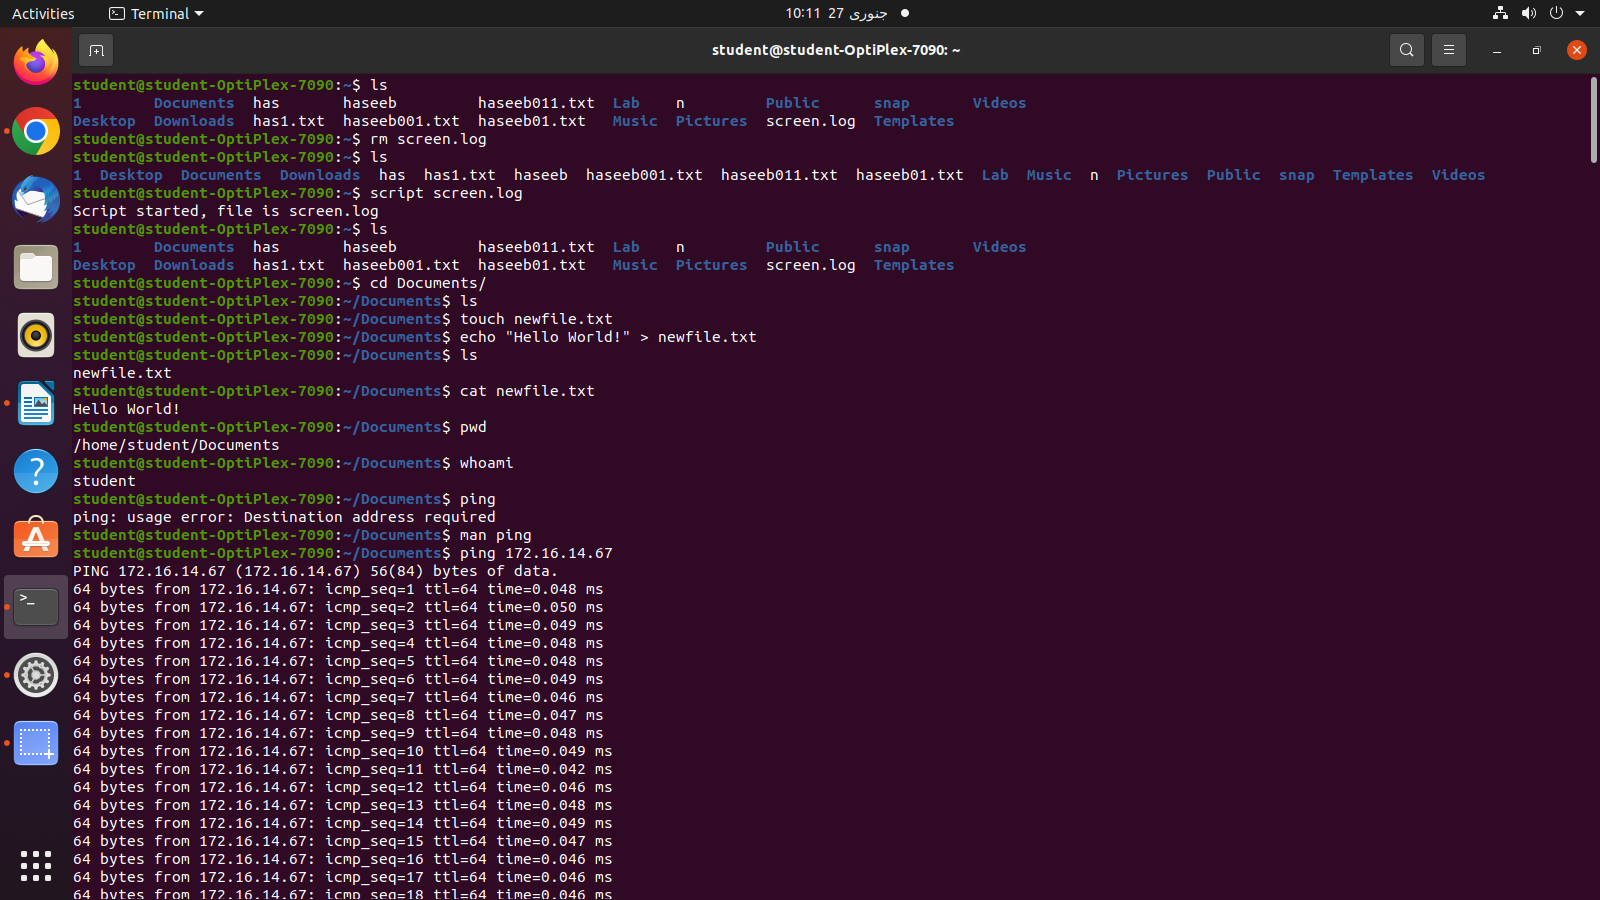 Activities Terminal 10:11 27 جنوری
student@student-OptiPlex-7090: ~
student@student-OptiPlex-7090:~$ ls
1 Documents has haseeb haseeb011.txt Lab n Public snap Videos
Desktop Downloads has1.txt haseeb001.txt haseeb01.txt Music Pictures screen.log Templates
student@student-OptiPlex-7090:~$ rm screen.log
student@student-OptiPlex-7090:~$ ls
1 Desktop Documents Downloads has has1.txt haseeb haseeb001.txt haseeb011.txt haseeb01.txt Lab Music n Pictures Public snap Templates Videos
student@student-OptiPlex-7090:~$ script screen.log
Script started, file is screen.log
student@student-OptiPlex-7090:~$ ls
1 Documents has haseeb haseeb011.txt Lab n Public snap Videos
Desktop Downloads has1.txt haseeb001.txt haseeb01.txt Music Pictures screen.log Templates
student@student-OptiPlex-7090:~$ cd Documents/
student@student-OptiPlex-7090:~/Documents$ ls
student@student-OptiPlex-7090:~/Documents$ touch newfile.txt
student@student-OptiPlex-7090:~/Documents$ echo "Hello World!" > newfile.txt
student@student-OptiPlex-7090:~/Documents$ ls
newfile.txt
student@student-OptiPlex-7090:~/Documents$ cat newfile.txt
Hello World!
student@student-OptiPlex-7090:~/Documents$ pwd
/home/student/Documents
student@student-OptiPlex-7090:~/Documents$ whoami
student
student@student-OptiPlex-7090:~/Documents$ ping
ping: usage error: Destination address required
student@student-OptiPlex-7090:~/Documents$ man ping
student@student-OptiPlex-7090:~/Documents$ ping 172.16.14.67
PING 172.16.14.67 (172.16.14.67) 56(84) bytes of data.
64 bytes from 172.16.14.67: icmp_seq=1 ttl=64 time=0.048 ms
64 bytes from 172.16.14.67: icmp_seq=2 ttl=64 time=0.050 ms
64 bytes from 172.16.14.67: icmp_seq=3 ttl=64 time=0.049 ms
64 bytes from 172.16.14.67: icmp_seq=4 ttl=64 time=0.048 ms
64 bytes from 172.16.14.67: icmp_seq=5 ttl=64 time=0.048 ms
64 bytes from 172.16.14.67: icmp_seq=6 ttl=64 time=0.049 ms
64 bytes from 172.16.14.67: icmp_seq=7 ttl=64 time=0.046 ms
64 bytes from 172.16.14.67: icmp_seq=8 ttl=64 time=0.047 ms
64 bytes from 172.16.14.67: icmp_seq=9 ttl=64 time=0.048 ms
64 bytes from 172.16.14.67: icmp_seq=10 ttl=64 time=0.049 ms
64 bytes from 172.16.14.67: icmp_seq=11 ttl=64 time=0.042 ms
64 bytes from 172.16.14.67: icmp_seq=12 ttl=64 time=0.046 ms
64 bytes from 172.16.14.67: icmp_seq=13 ttl=64 time=0.048 ms
64 bytes from 172.16.14.67: icmp_seq=14 ttl=64 time=0.049 ms
64 bytes from 172.16.14.67: icmp_seq=15 ttl=64 time=0.047 ms
64 bytes from 172.16.14.67: icmp_seq=16 ttl=64 time=0.046 ms
64 bytes from 172.16.14.67: icmp_seq=17 ttl=64 time=0.046 ms
64 bytes from 172.16.14.67: icmp_seq=18 ttl=64 time=0.046 ms